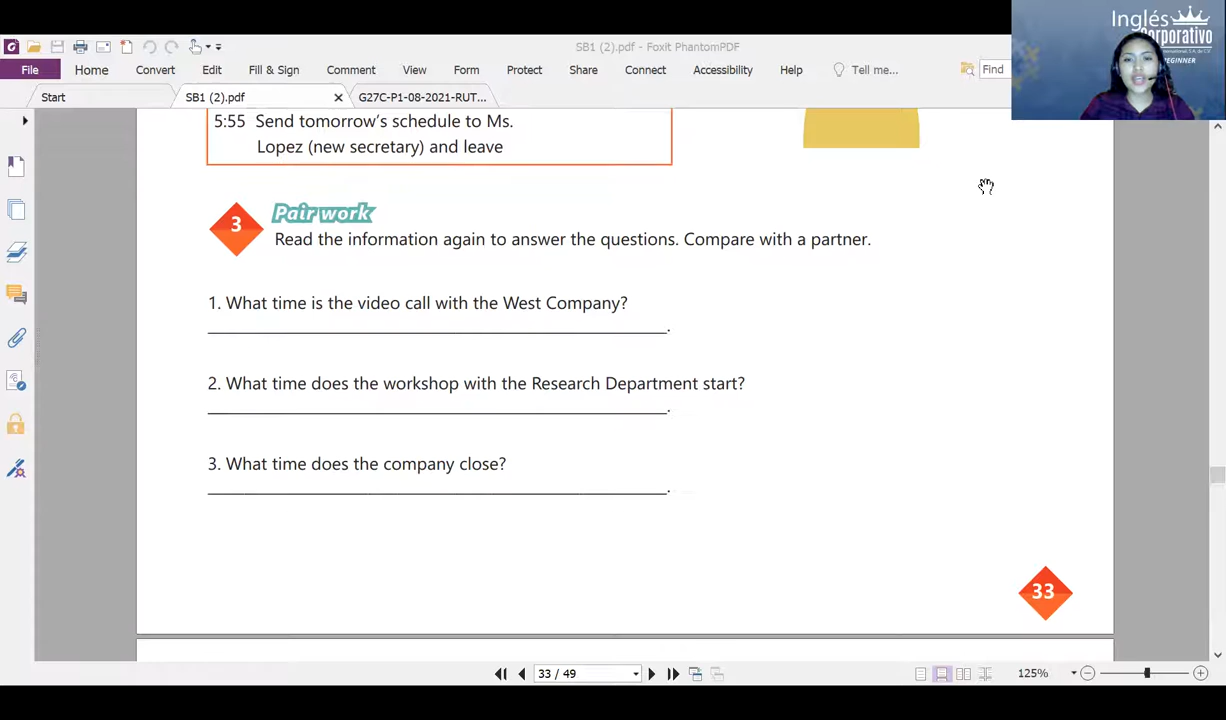 SB1 (2).pdf - Foxit PhantomPDF
File Home Convert Edit Fill & Sign Comment View Form Protect Share Connect Accessibility Help Tell me... Find
Start SB1 (2).pdf G27C-P1-08-2021-RUT...
Inglés
Corporativo
5:55 Send tomorrow's schedule to Ms.
Lopez (new secretary) and leave
3 Pair work
Read the information again to answer the questions. Compare with a partner.
1. What time is the video call with the West Company?
2. What time does the workshop with the Research Department start?
3. What time does the company close?
33
33 / 49
125%